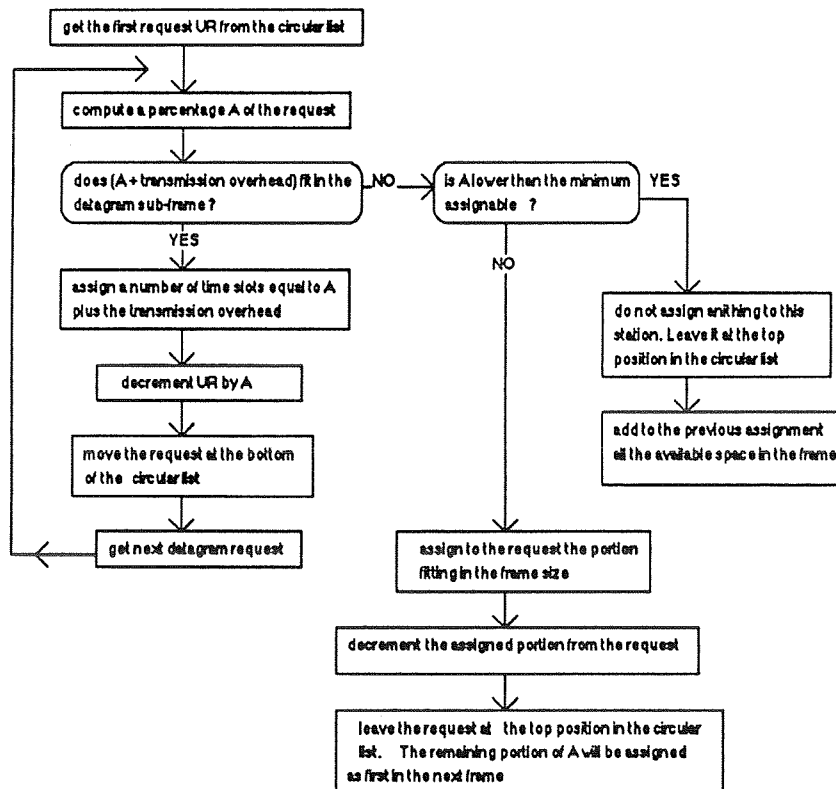 get the first request UR from the circular list
compute a percentage A of the request
does (A + transmission overhead) fit in the
datagram sub-frame ?
NO
is A lower than the minimum
assignable ?
YES
YES
NO
assign a number of time slots equal to A
plus the transmission overhead
do not assign anithing to this
station. Leave it at the top
position in the circular list
decrement UR by A
add to the previous assignment
all the available space in the frame
move the request at the bottom
of the circular list
get next datagram request
assign to the request the portion
fitting in the frame size
decrement the assigned portion from the request
leave the request at the top position in the circular
list. The remaining portion of A will be assigned
as first in the next frame